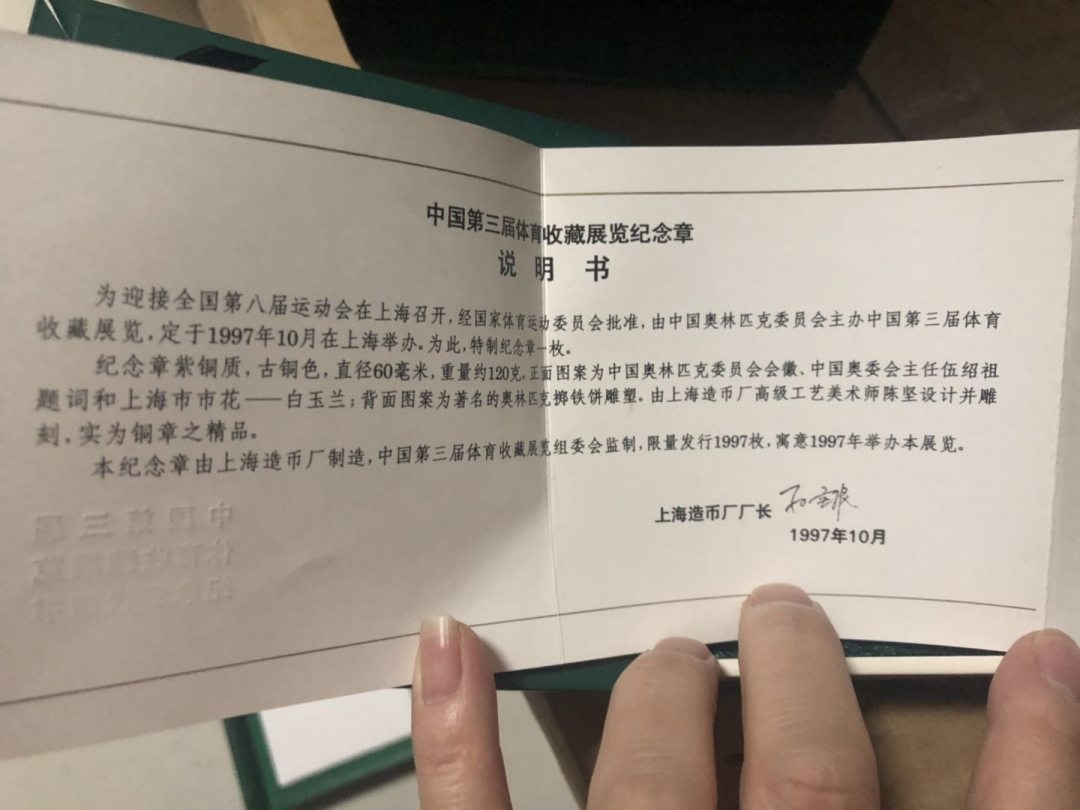 中国第三届体育收藏展览纪念章
说明书
为迎接全国第八届运动会在上海召开，经国家体育运动委员会批准，由中国奥林匹克委员会主办中国第三届体育
收藏展览，定于1997年10月在上海举办。为此，特制纪念章一枚。
纪念章紫铜质，古铜色，直径60毫米，重量约120克，正面图案为中国奥林匹克委员会会徽、中国奥委会主任伍绍祖
题词和上海市市花——白玉兰；背面图案为著名的奥林匹克掷铁饼雕塑。由上海造币厂高级工艺美术师陈坚设计并雕
刻，实为铜章之精品。
本纪念章由上海造币厂制造，中国第三届体育收藏展览组委会监制，限量发行1997枚，寓意1997年举办本展览。
上海造币厂厂长
1997年10月
中国第三届
体育收藏展览